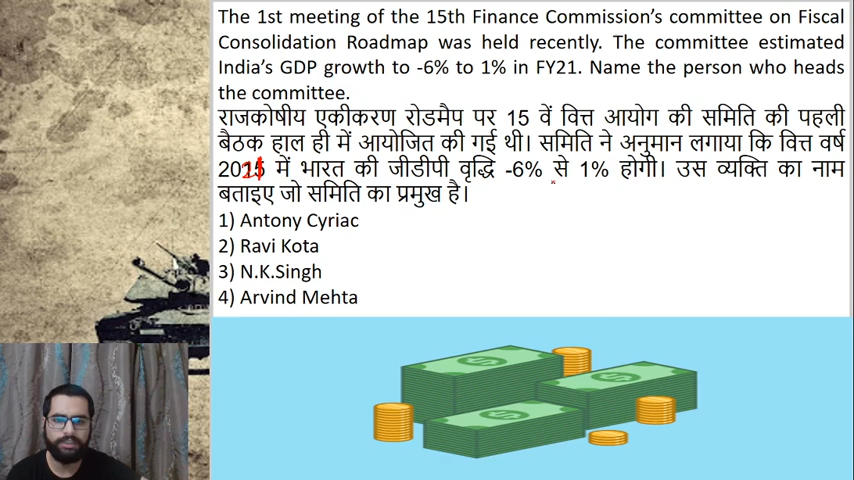 The 1st meeting of the 15th Finance Commission's committee on Fiscal
Consolidation Roadmap was held recently. The committee estimated
India's GDP growth to -6% to 1% in FY21. Name the person who heads
the committee.
राजकोषीय एकीकरण रोडमैप पर 15 वें वित्त आयोग की समिति की पहली
बैठक हाल ही में आयोजित की गई थी। समिति ने अनुमान लगाया कि वित्त वर्ष
2015 में भारत की जीडीपी वृद्धि -6% से 1% होगी। उस व्यक्ति का नाम
बताइए जो समिति का प्रमुख है।
1) Antony Cyriac
2) Ravi Kota
3) N.K.Singh
4) Arvind Mehta